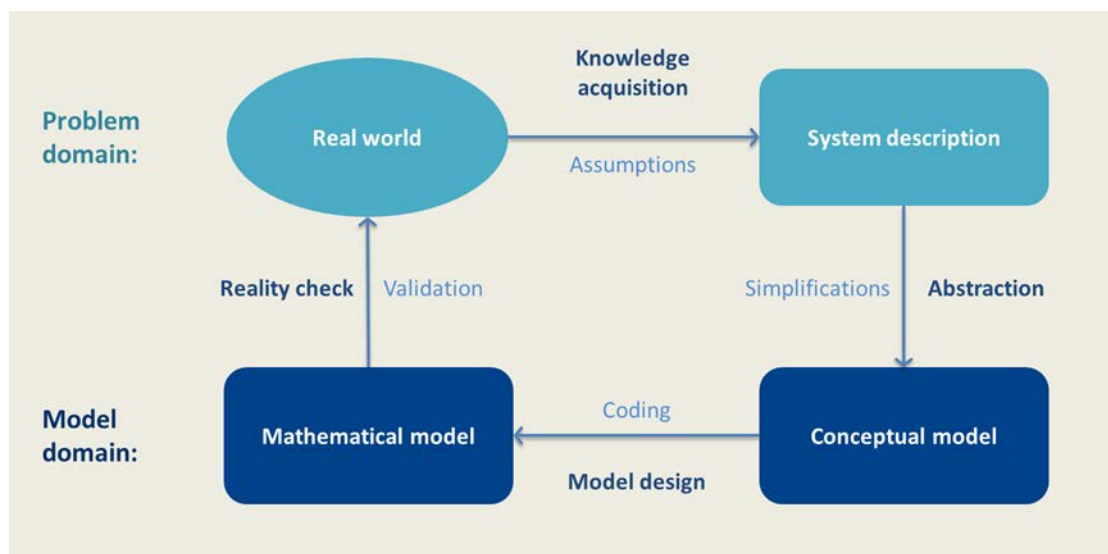 Knowledge
acquisition
Problem
domain:
Real world
System description
Assumptions
Reality check
Validation
Simplifications
Abstraction
Model
domain:
Mathematical model
Coding
Conceptual model
Model design